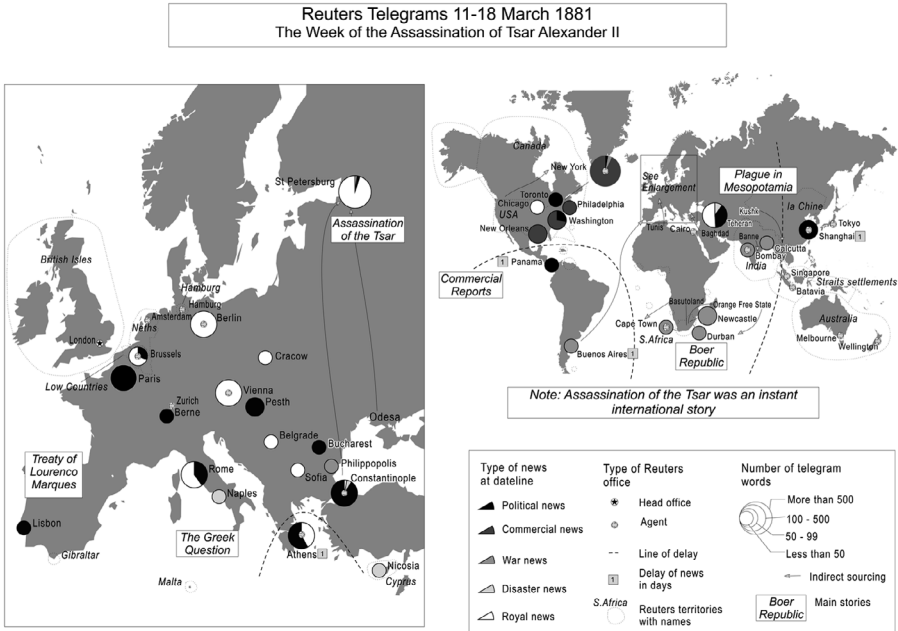 Reuters Telegrams 11-18 March 1881
The Week of the Assassination of Tsar Alexander II
St Petersburg
Assassination
of the Tsar
British Isles
Hamburg
Hamburg
Amsterdam
Neths
Berlin
London
Brussels
Cracow
Paris
Low Countries
Vienna
Zurich
Berne
Pesth
Odesa
Belgrade
Bucharest
Treaty of
Lourenco
Marques
Rome
Philippopolis
Sofia
Constantinople
Naples
Lisbon
The Greek
Question
Athens 1
Gibraltar
Nicosia
Cyprus
Malta
Canada
New York
See
Enlargement
Plague in
Mesopotamia
Toronto
Chicago
USA
Philadelphia
Washington
New Orleans
Kushk
Teheran
la Chine
Tokyo
Tunis
Cairo
Baghdad
Banne
Shanghai 1
Calcutta
Bombay
India
1
Panama
Commercial
Reports
Singapore
Straits settlements
Batavia
Basutoland
Orange Free State
Newcastle
Australia
Cape Town
S.Africa
Durban
Melbourne
Wellington
Buenos Aires 1
Boer
Republic
Note: Assassination of the Tsar was an instant
international story
Type of news
at dateline
Political news
Commercial news
War news
Disaster news
Royal news
Type of Reuters
office
Head office
Agent
Line of delay
1
Delay of news
in days
S.Africa
Reuters territories
with names
Number of telegram
words
More than 500
100 - 500
50 - 99
Less than 50
Indirect sourcing
Boer
Republic
Main stories